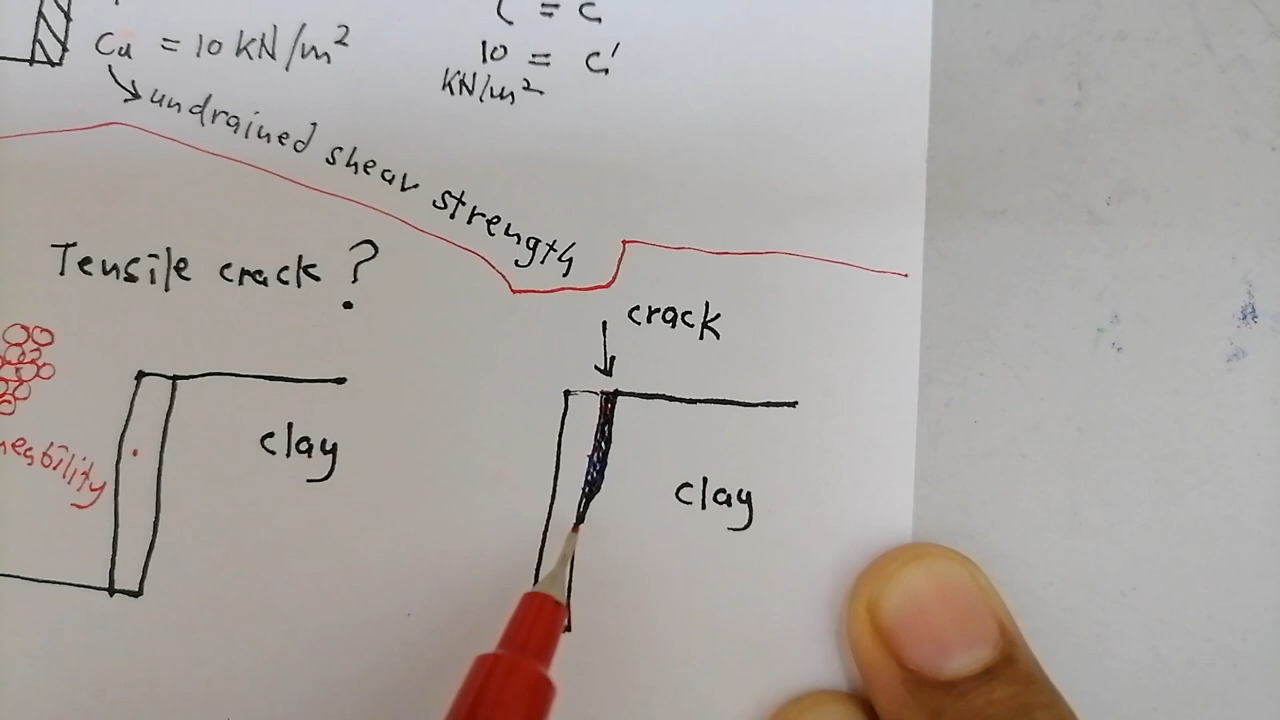 Cu = 10 KN/m²
10 = c'
KN/m²
undrained shear strength
Tensile crack ?
crack
clay
clay